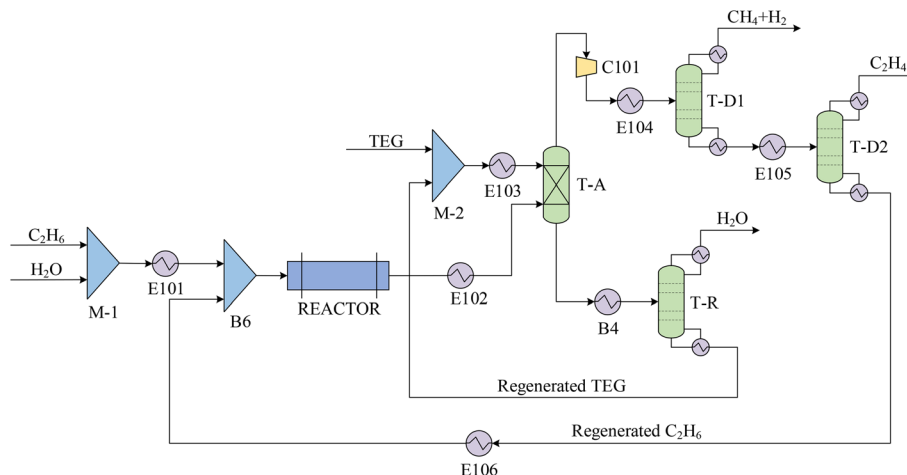 CH₄+H₂
C₂H₄
C101
T-D1
E104
T-D2
E105
TEG
E103
M-2
T-A
C₂H₆
H₂O
E101
M-1
B6
REACTOR
E102
H₂O
T-R
B4
Regenerated TEG
Regenerated C₂H₆
E106